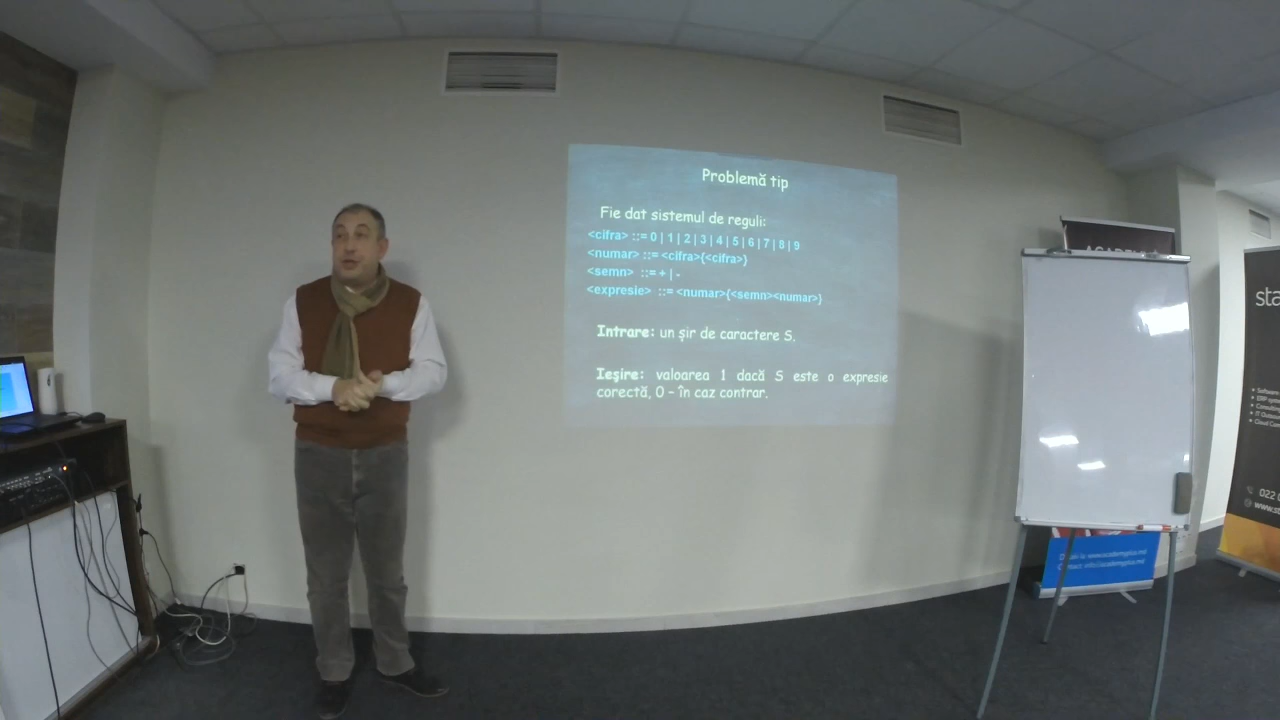 Problemă tip
Fie dat sistemul de reguli:
<cifra> ::= 0 | 1 | 2 | 3 | 4 | 5 | 6 | 7 | 8 | 9
<numar> ::= <cifra>{<cifra>}
<semn> ::= + | -
<expresie> ::= <numar>{<semn><numar>}
Intrare: un şir de caractere S.
Ieşire: valoarea 1 dacă S este o expresie
corectă, 0 – în caz contrar.